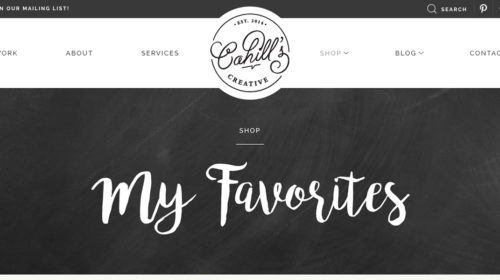 N OUR MAILING LIST!
SEARCH
WORK
ABOUT
SERVICES
EST. 2014
Cahill's
CREATIVE
SHOP
BLOG
CONTAC
SHOP
My Favorites